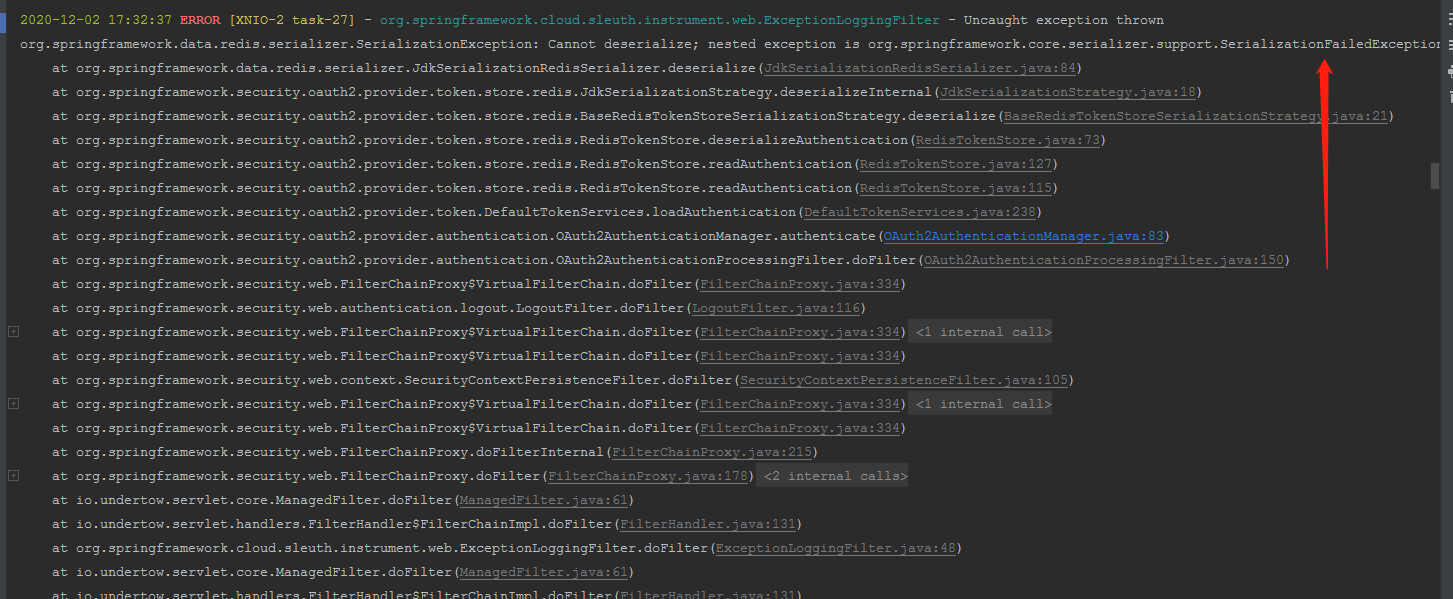 2020-12-02 17:32:37 ERROR [XNIO-2 task-27] - org.springframework.cloud.sleuth.instrument.web.ExceptionLoggingFilter - Uncaught exception thrown
org.springframework.data.redis.serializer.SerializationException: Cannot deserialize; nested exception is org.springframework.core.serializer.support.SerializationFailedException
at org.springframework.data.redis.serializer.JdkSerializationRedisSerializer.deserialize(JdkSerializationRedisSerializer.java:84)
at org.springframework.security.oauth2.provider.token.store.redis.JdkSerializationStrategy.deserializeInternal(JdkSerializationStrategy.java:18)
at org.springframework.security.oauth2.provider.token.store.redis.BaseRedisTokenStoreSerializationStrategy.deserialize(BaseRedisTokenStoreSerializationStrategy.java:21)
at org.springframework.security.oauth2.provider.token.store.redis.RedisTokenStore.deserializeAuthentication(RedisTokenStore.java:73)
at org.springframework.security.oauth2.provider.token.store.redis.RedisTokenStore.readAuthentication(RedisTokenStore.java:127)
at org.springframework.security.oauth2.provider.token.store.redis.RedisTokenStore.readAuthentication(RedisTokenStore.java:115)
at org.springframework.security.oauth2.provider.token.DefaultTokenServices.loadAuthentication(DefaultTokenServices.java:238)
at org.springframework.security.oauth2.provider.authentication.OAuth2AuthenticationManager.authenticate(OAuth2AuthenticationManager.java:83)
at org.springframework.security.oauth2.provider.authentication.OAuth2AuthenticationProcessingFilter.doFilter(OAuth2AuthenticationProcessingFilter.java:150)
at org.springframework.security.web.FilterChainProxy$VirtualFilterChain.doFilter(FilterChainProxy.java:334)
at org.springframework.security.web.authentication.logout.LogoutFilter.doFilter(LogoutFilter.java:116)
at org.springframework.security.web.FilterChainProxy$VirtualFilterChain.doFilter(FilterChainProxy.java:334) <1 internal call>
at org.springframework.security.web.FilterChainProxy$VirtualFilterChain.doFilter(FilterChainProxy.java:334)
at org.springframework.security.web.context.SecurityContextPersistenceFilter.doFilter(SecurityContextPersistenceFilter.java:105)
at org.springframework.security.web.FilterChainProxy$VirtualFilterChain.doFilter(FilterChainProxy.java:334) <1 internal call>
at org.springframework.security.web.FilterChainProxy$VirtualFilterChain.doFilter(FilterChainProxy.java:334)
at org.springframework.security.web.FilterChainProxy.doFilterInternal(FilterChainProxy.java:215)
at org.springframework.security.web.FilterChainProxy.doFilter(FilterChainProxy.java:178) <2 internal calls>
at io.undertow.servlet.core.ManagedFilter.doFilter(ManagedFilter.java:61)
at io.undertow.servlet.handlers.FilterHandler$FilterChainImpl.doFilter(FilterHandler.java:131)
at org.springframework.cloud.sleuth.instrument.web.ExceptionLoggingFilter.doFilter(ExceptionLoggingFilter.java:48)
at io.undertow.servlet.core.ManagedFilter.doFilter(ManagedFilter.java:61)
at io.undertow.servlet.handlers.FilterHandler$FilterChainImpl.doFilter(FilterHandler.java:131)